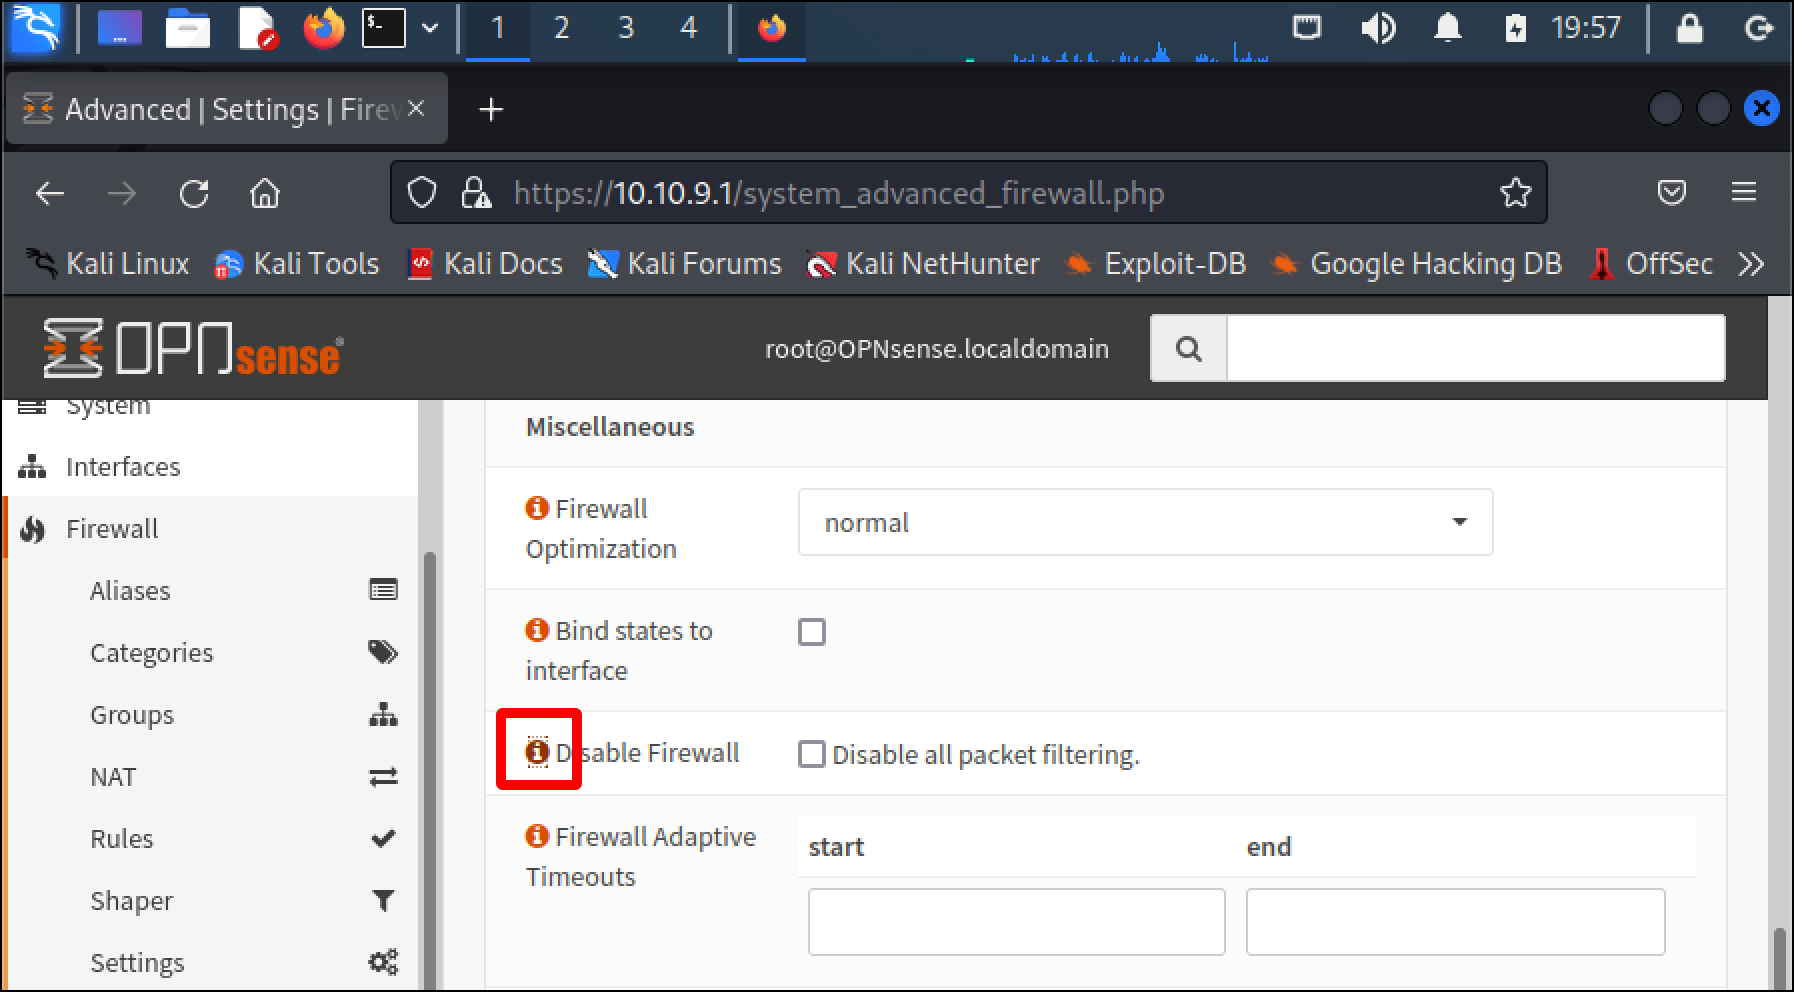 1 2 3 4 19:57
Advanced | Settings | Firew
https://10.10.9.1/system_advanced_firewall.php
Kali Linux Kali Tools Kali Docs Kali Forums Kali NetHunter Exploit-DB Google Hacking DB OffSec
OPNsense® root@OPNsense.localdomain
System
Interfaces
Firewall
Aliases
Categories
Groups
NAT
Rules
Shaper
Settings
Miscellaneous
Firewall
Optimization
normal
Bind states to
interface
Disable Firewall
Disable all packet filtering.
Firewall Adaptive
Timeouts
start end